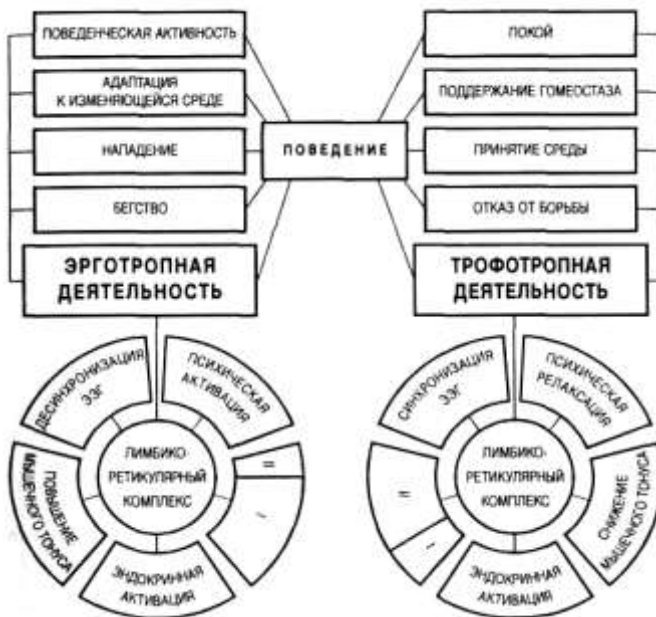 ПОВЕДЕНЧЕСКАЯ АКТИВНОСТЬ
АДАПТАЦИЯ
К ИЗМЕНЯЮЩЕЙСЯ СРЕДЕ
НАПАДЕНИЕ
БЕГСТВО
ПОВЕДЕНИЕ
ПОКОЙ
ПОДДЕРЖАНИЕ ГОМЕОСТАЗА
ПРИНЯТИЕ СРЕДЫ
ОТКАЗ ОТ БОРЬБЫ
ЭРГОТРОПНАЯ
ДЕЯТЕЛЬНОСТЬ
ТРОФОТРОПНАЯ
ДЕЯТЕЛЬНОСТЬ
ДЕСИНХРОНИЗАЦИЯ
ЭЭГ
ПСИХИЧЕСКАЯ
АКТИВАЦИЯ
II
I
ЭНДОКРИННАЯ
АКТИВАЦИЯ
ПОВЫШЕНИЕ
МЫШЕЧНОГО ТОНУСА
ЛИМБИКО-
РЕТИКУЛЯРНЫЙ
КОМПЛЕКС
СИНХРОНИЗАЦИЯ
ЭЭГ
ПСИХИЧЕСКАЯ
РЕЛАКСАЦИЯ
СНИЖЕНИЕ
МЫШЕЧНОГО ТОНУСА
ЭНДОКРИННАЯ
АКТИВАЦИЯ
I
II
ЛИМБИКО-
РЕТИКУЛЯРНЫЙ
КОМПЛЕКС